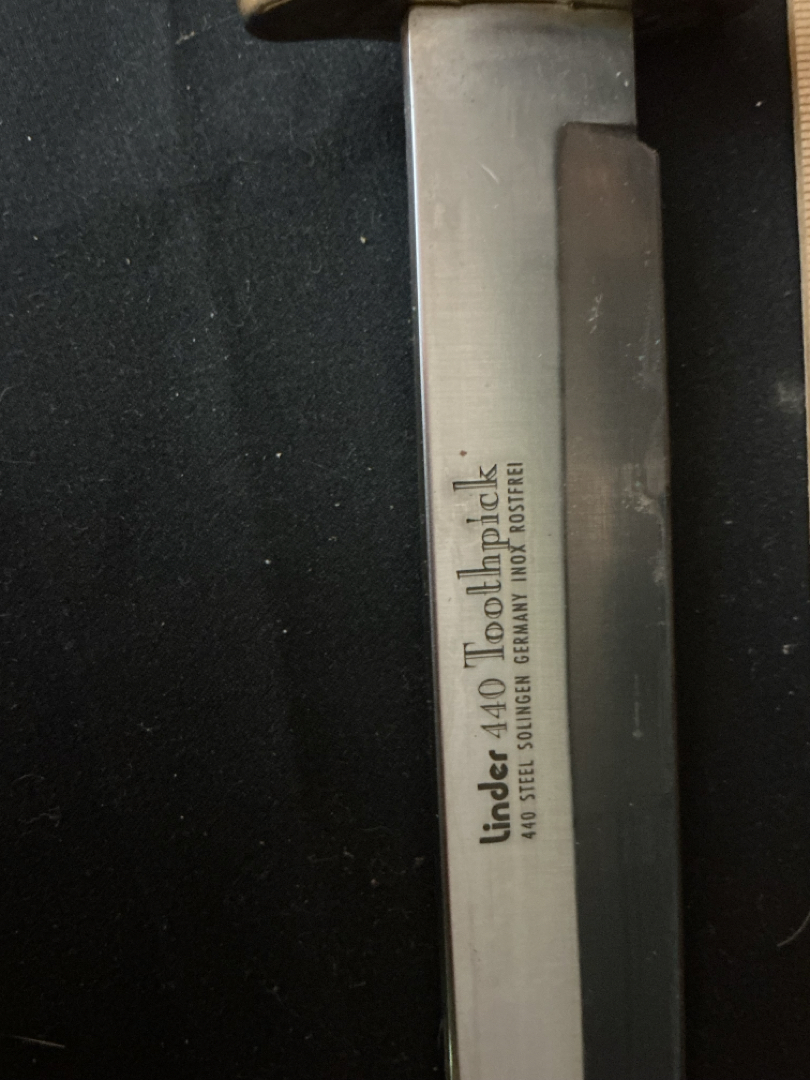 Linder 440 Toothpick
440 STEEL SOLINGEN GERMANY INOX ROSTFREI